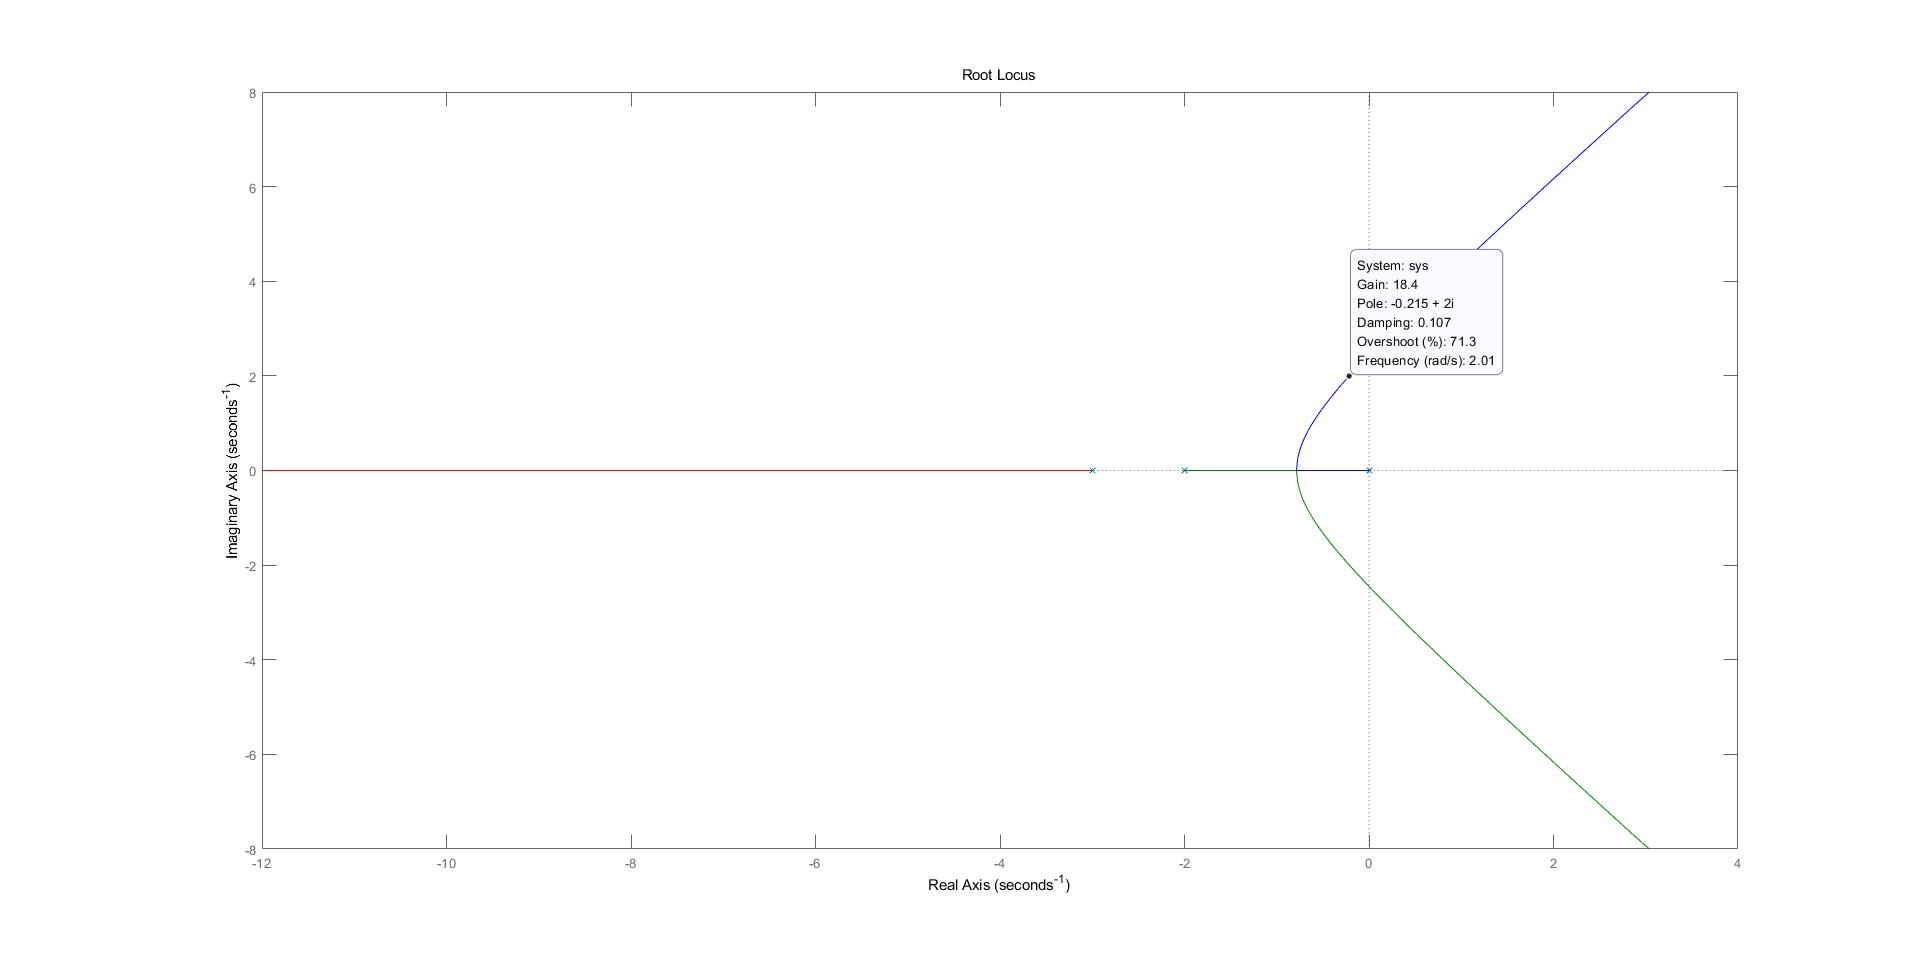 Root Locus
8
6
4
2
0
-2
-4
-6
-8
Imaginary Axis (seconds⁻¹)
System: sys
Gain: 18.4
Pole: -0.215 + 2i
Damping: 0.107
Overshoot (%): 71.3
Frequency (rad/s): 2.01
-12 -10 -8 -6 -4 -2 0 2 4
Real Axis (seconds⁻¹)